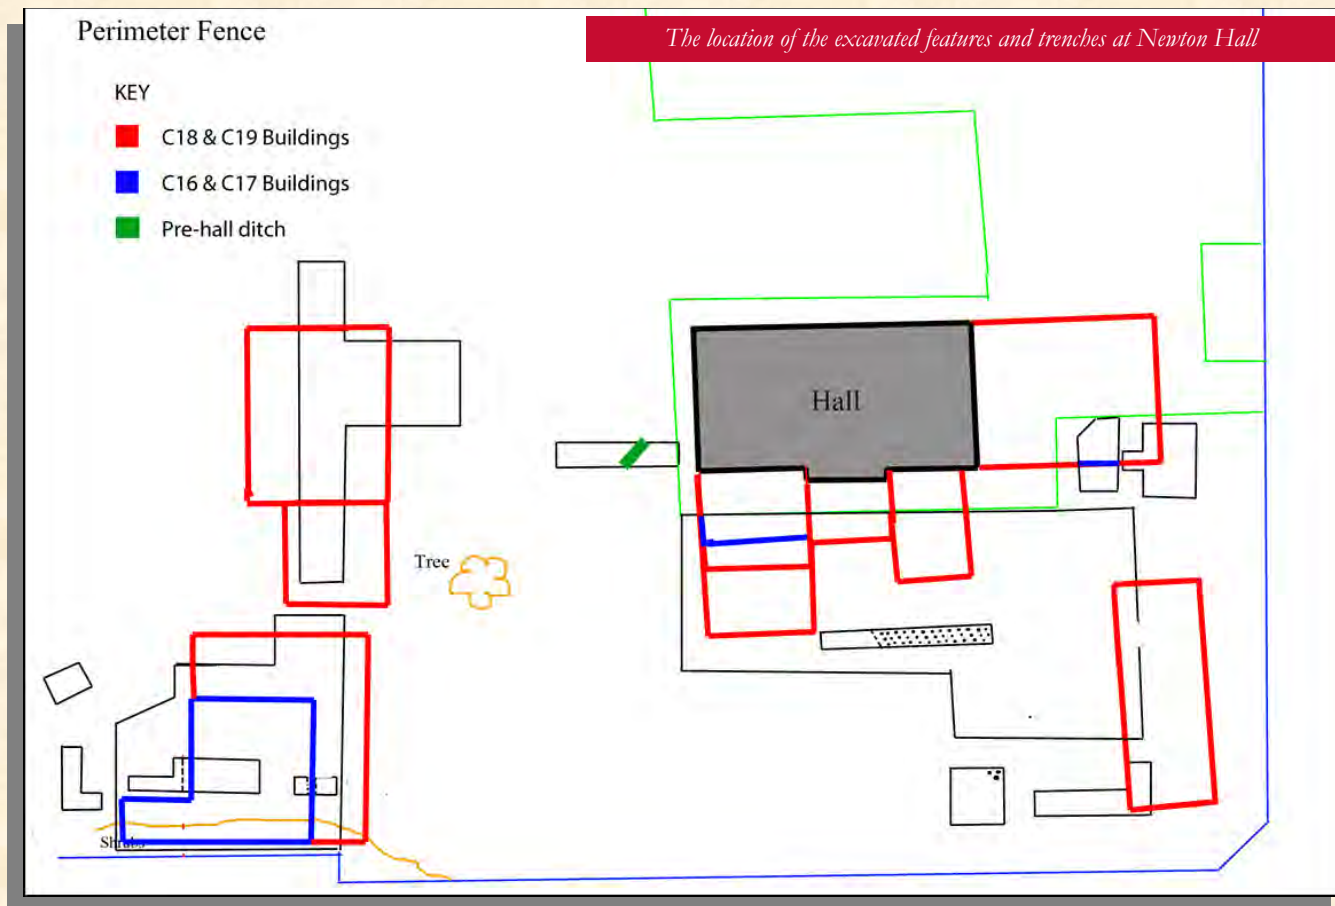 Perimeter Fence
The location of the excavated features and trenches at Newton Hall
KEY
C18 & C19 Buildings
C16 & C17 Buildings
Pre-hall ditch
Hall
Tree
Shrubs